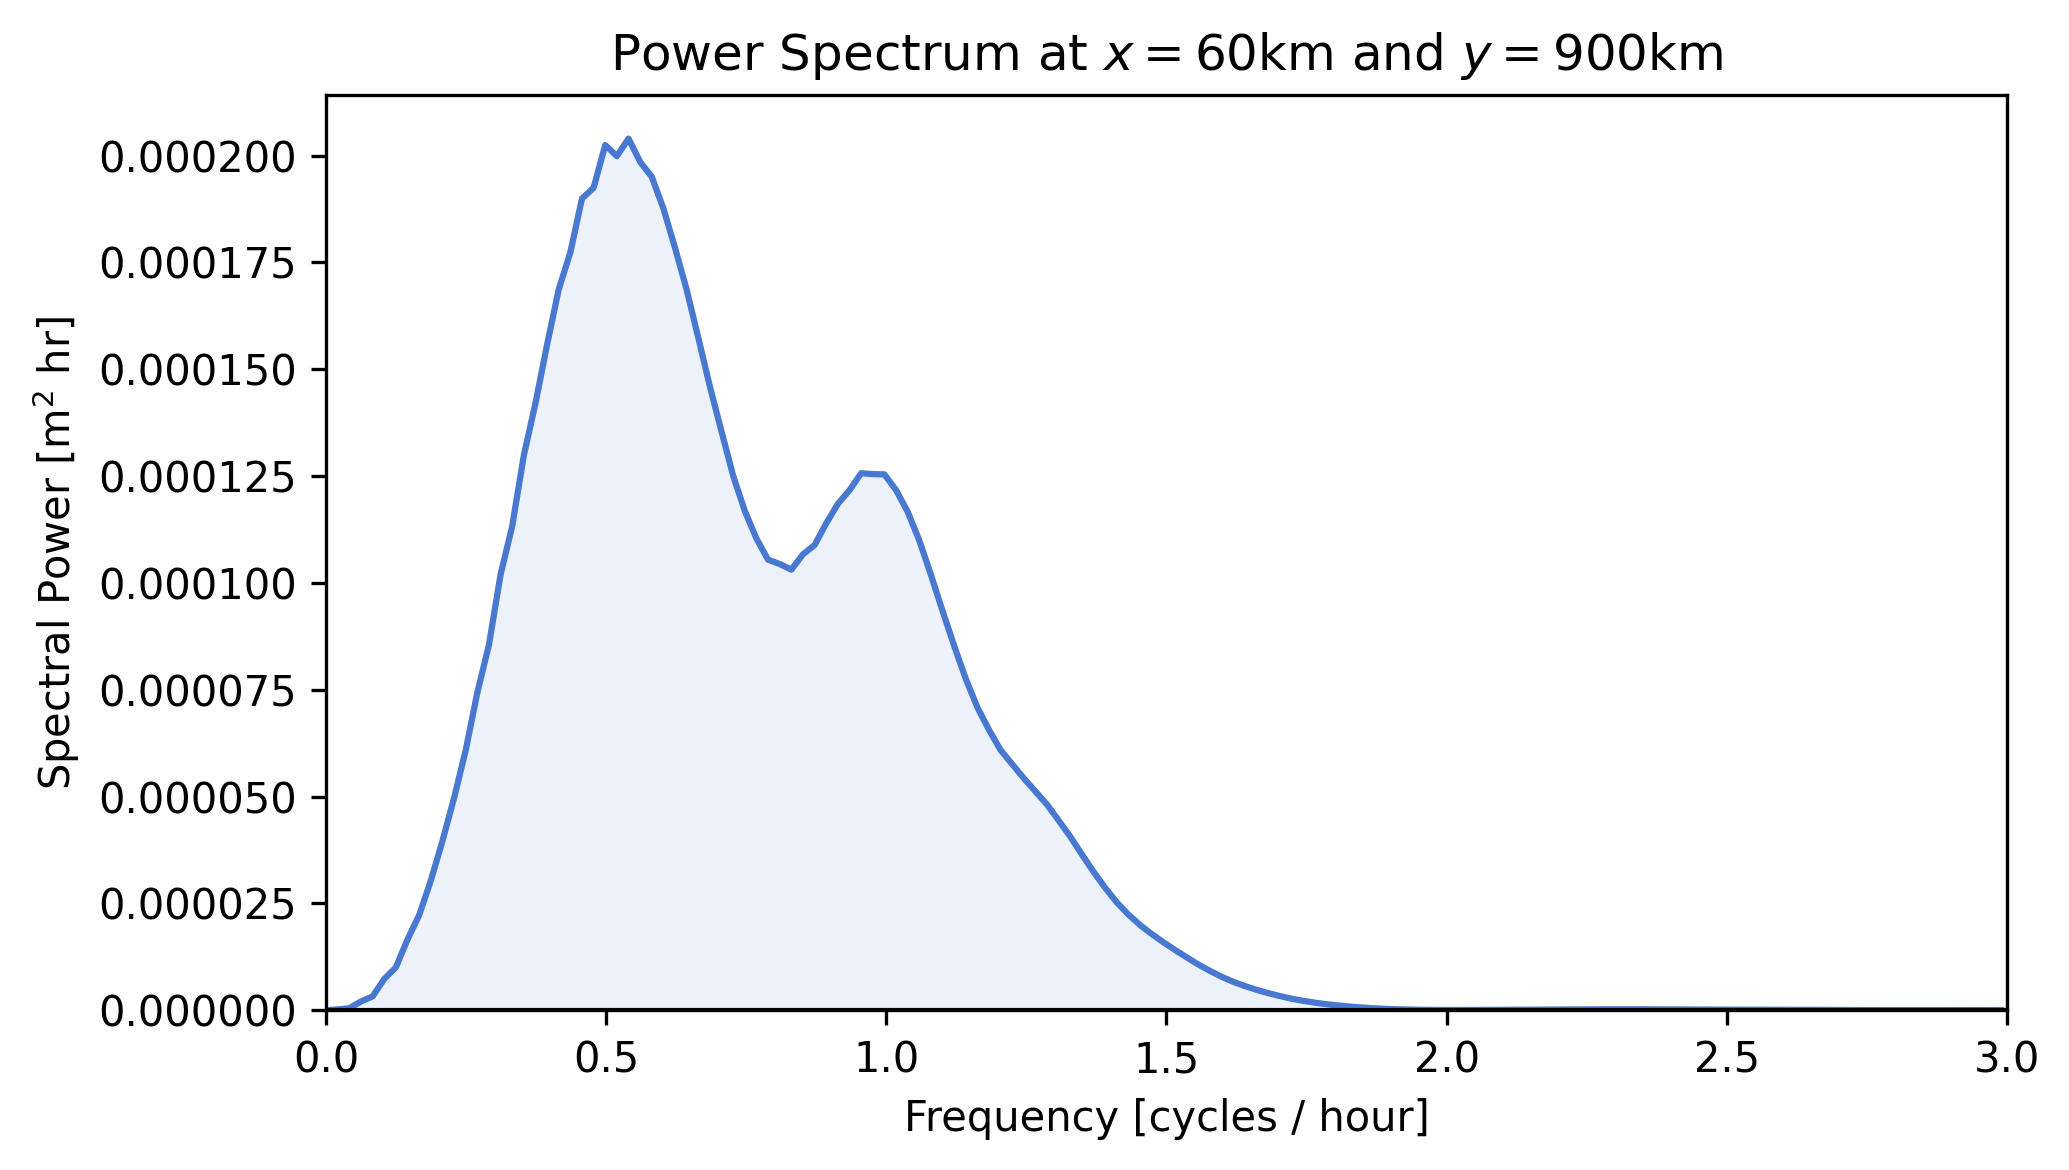 Power Spectrum at x = 60km and y = 900km
Spectral Power [m² hr]
0.000200
0.000175
0.000150
0.000125
0.000100
0.000075
0.000050
0.000025
0.000000
0.0 0.5 1.0 1.5 2.0 2.5 3.0
Frequency [cycles / hour]